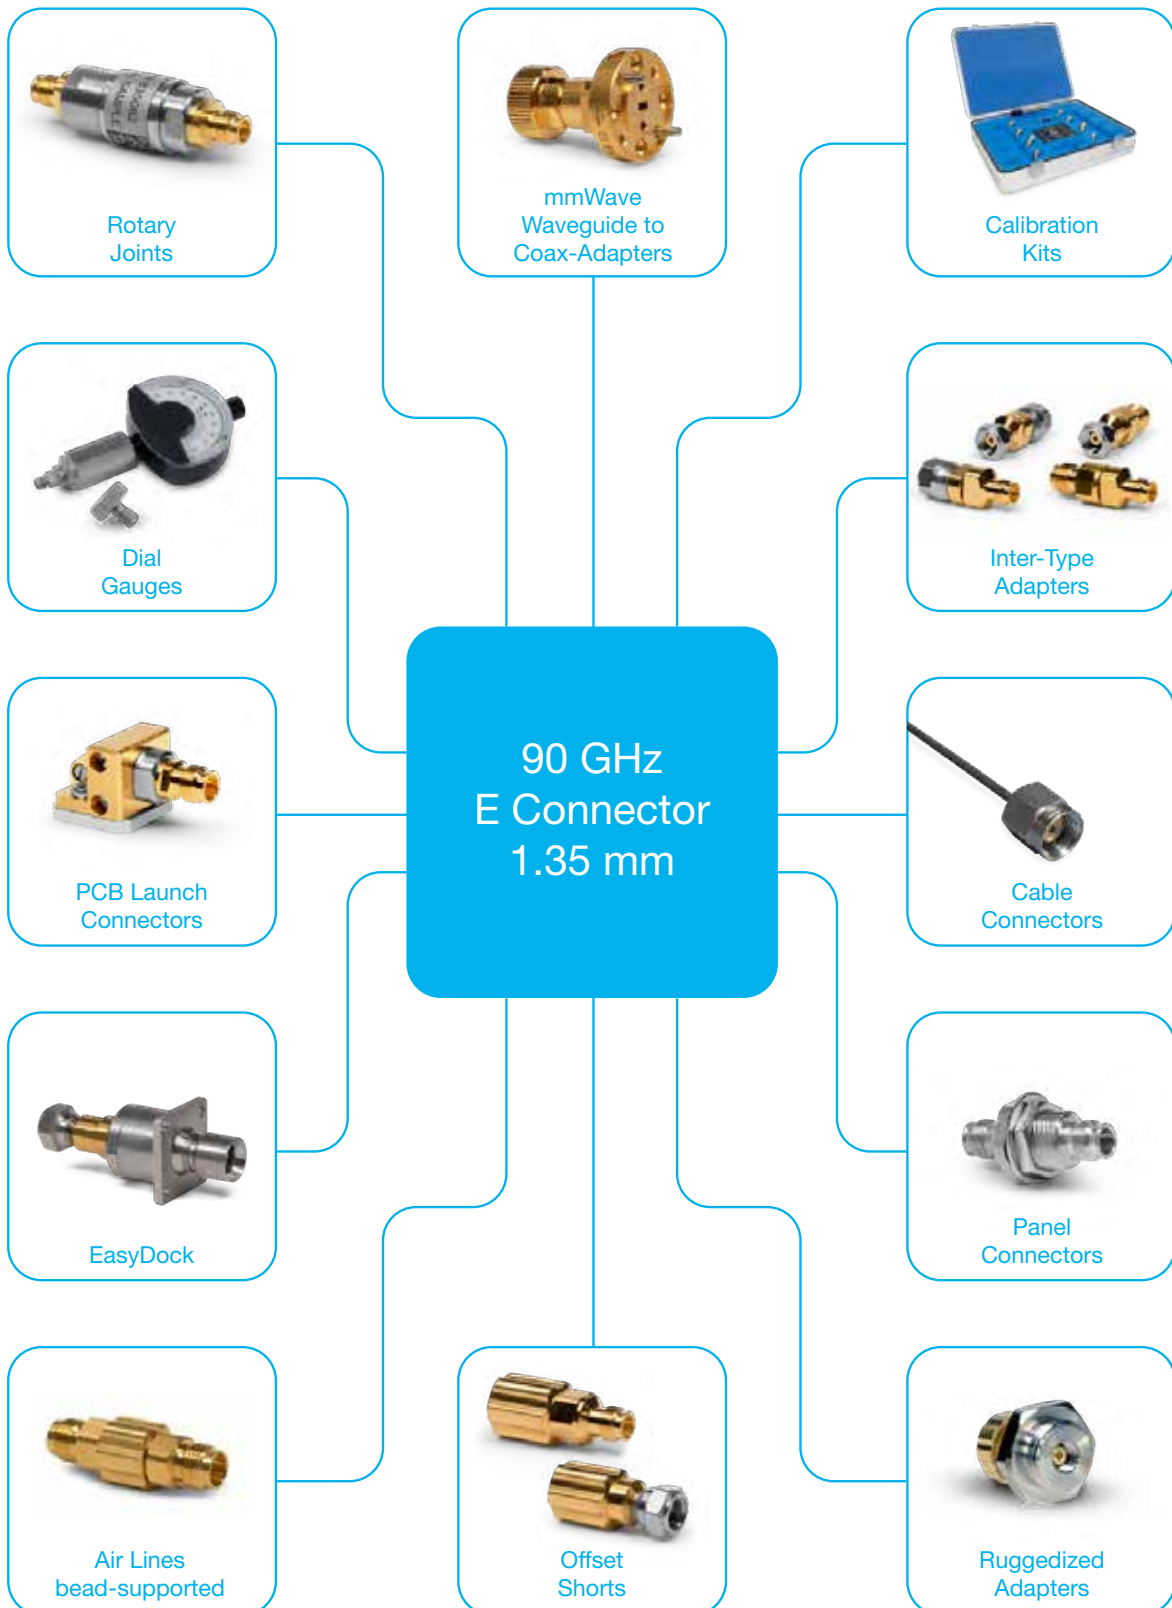 Rotary
Joints
mmWave
Waveguide to
Coax-Adapters
Calibration
Kits
Dial
Gauges
Inter-Type
Adapters
90 GHz
E Connector
1.35 mm
PCB Launch
Connectors
Cable
Connectors
EasyDock
Panel
Connectors
Air Lines
bead-supported
Offset
Shorts
Ruggedized
Adapters